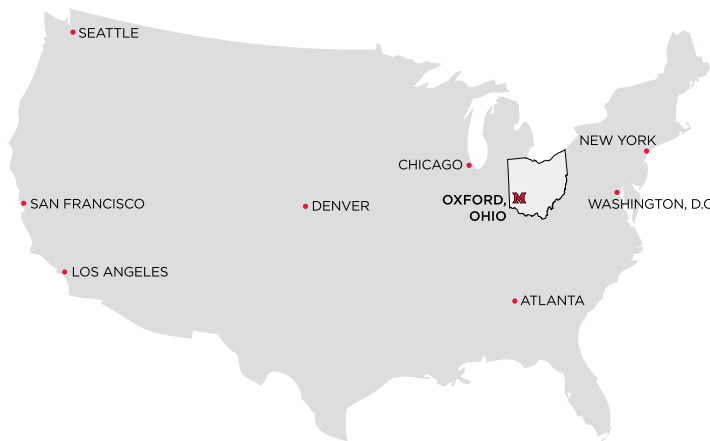 SEATTLE
NEW YORK
CHICAGO
OXFORD,
OHIO
M
SAN FRANCISCO
DENVER
WASHINGTON, D.C
LOS ANGELES
ATLANTA